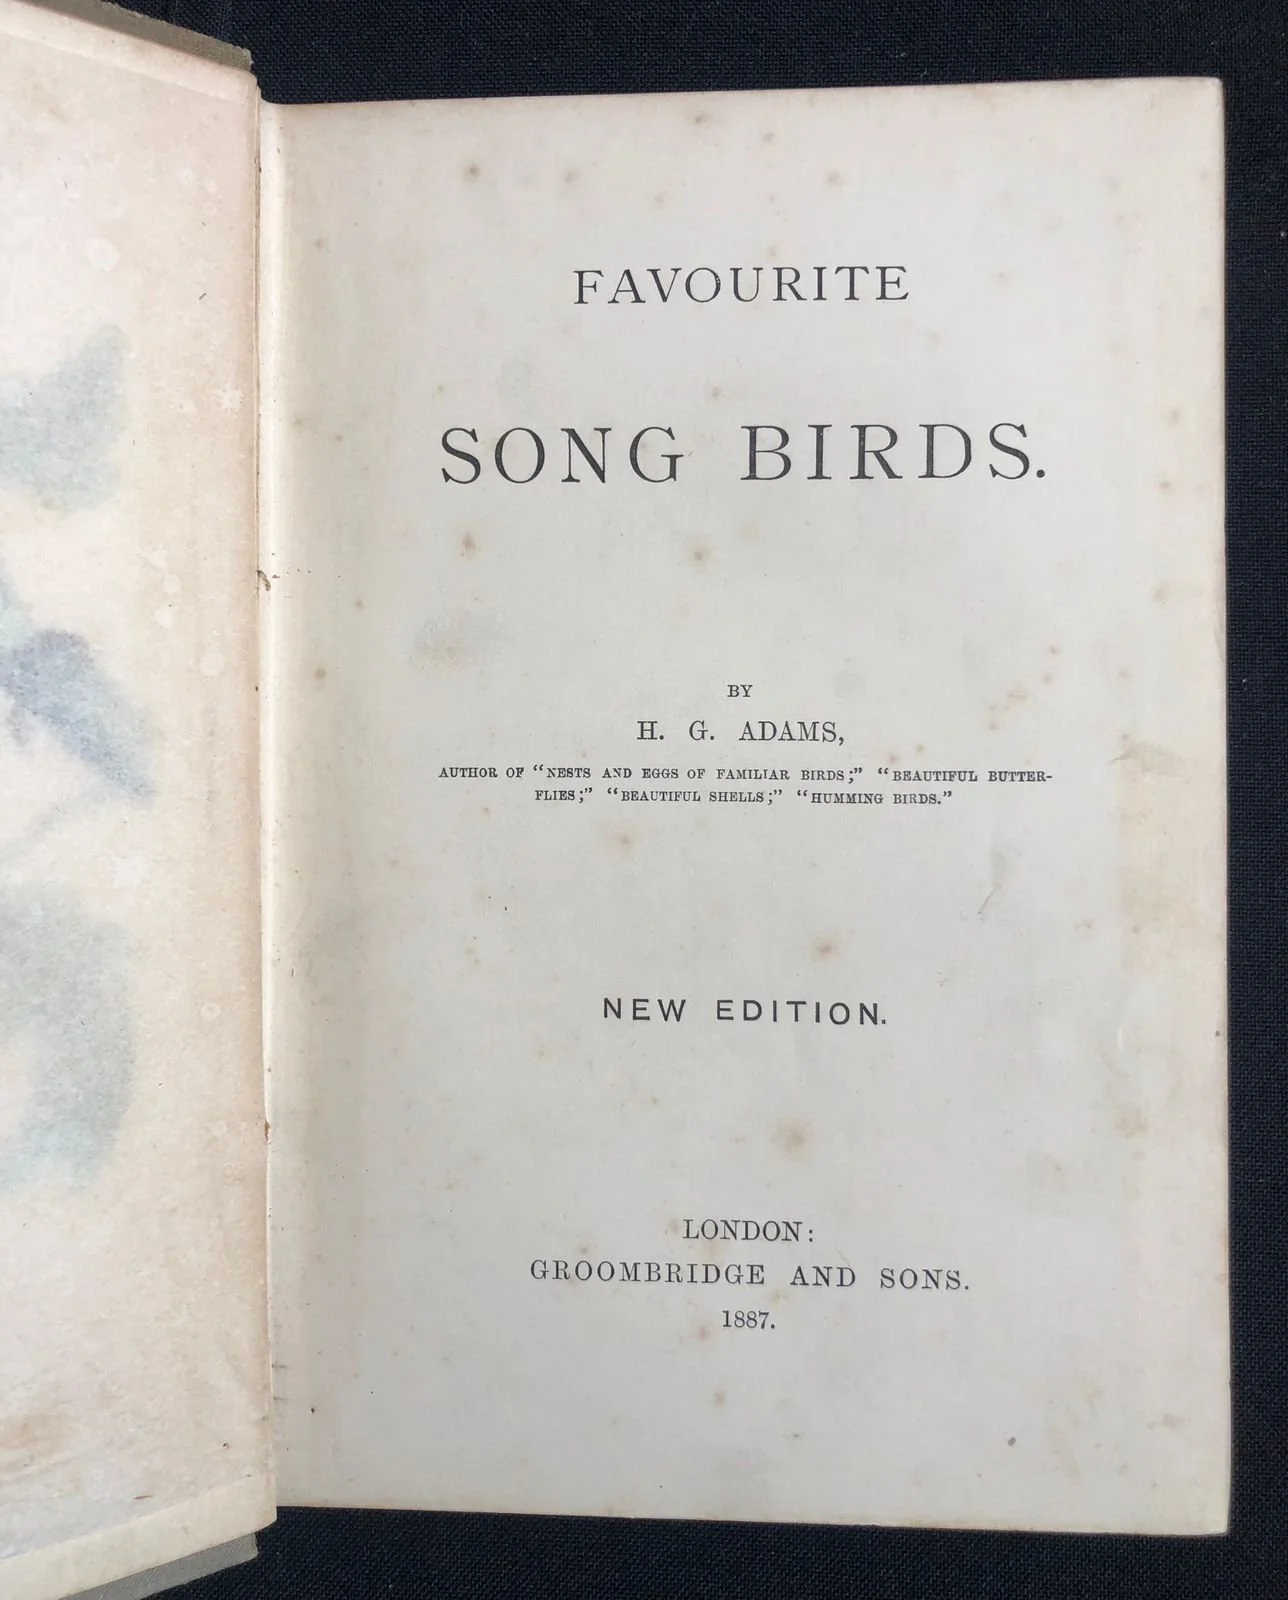 FAVOURITE
SONG BIRDS.
BY
H. G. ADAMS,
AUTHOR OF “NESTS AND EGGS OF FAMILIAR BIRDS;” “BEAUTIFUL BUTTER-
FLIES;” “BEAUTIFUL SHELLS;” “HUMMING BIRDS.”
NEW EDITION.
LONDON:
GROOMBRIDGE AND SONS.
1887.